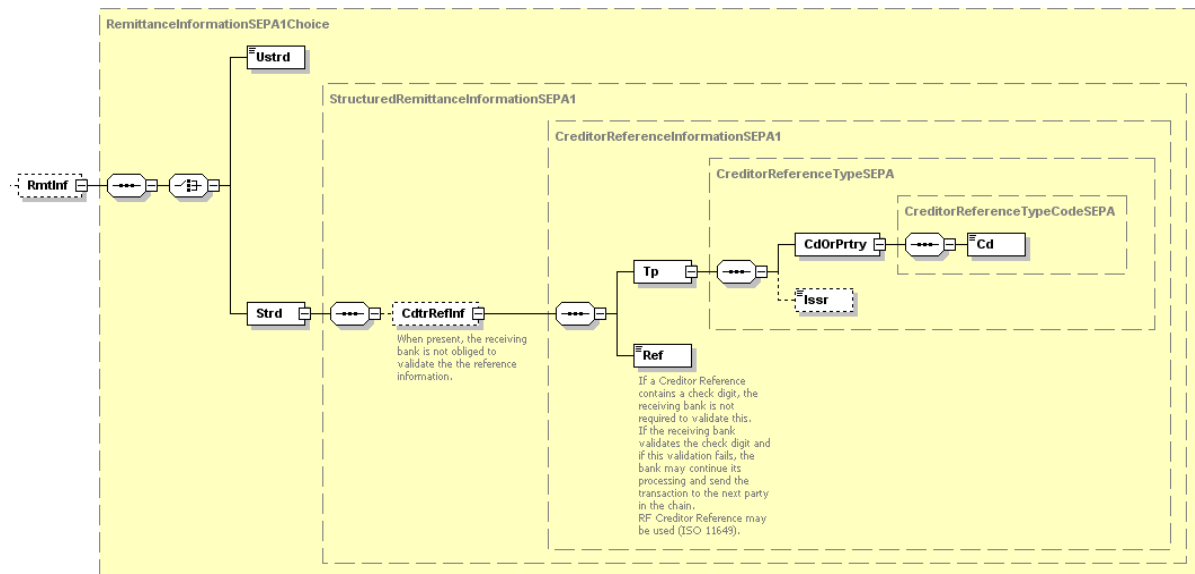 RemittanceInformationSEPA1Choice
Ustrd
StructuredRemittanceInformationSEPA1
CreditorReferenceInformationSEPA1
CreditorReferenceTypeSEPA
CreditorReferenceTypeCodeSEPA
RmtInf
CdOrPrtry
Cd
Tp
Issr
Strd
CdtrRefInf
When present, the receiving
bank is not obliged to
validate the the reference
information.
Ref
If a Creditor Reference
contains a check digit, the
receiving bank is not
required to validate this.
If the receiving bank
validates the check digit and
if this validation fails, the
bank may continue its
processing and send the
transaction to the next party
in the chain.
RF Creditor Reference may
be used (ISO 11649).